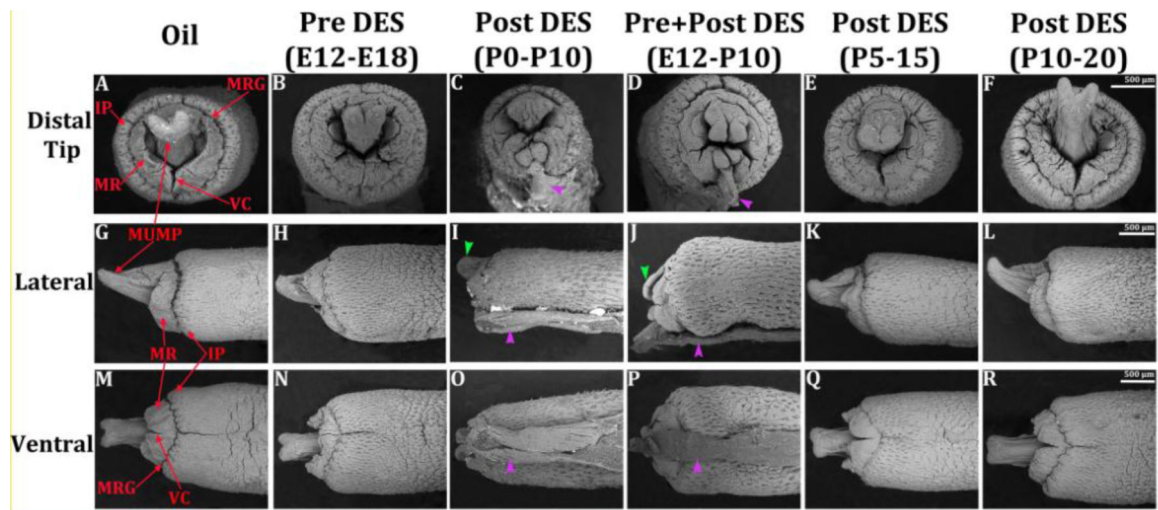 Oil
Pre DES
(E12-E18)
Post DES
(P0-P10)
Pre+Post DES
(E12-P10)
Post DES
(P5-15)
Post DES
(P10-20)
Distal
Tip
A
IP
MRG
MR
VC
B
C
D
E
F
500 µm
Lateral
G
MUMP
MR
IP
H
I
J
K
L
500 µm
Ventral
M
MRG
VC
N
O
P
Q
R
500 µm